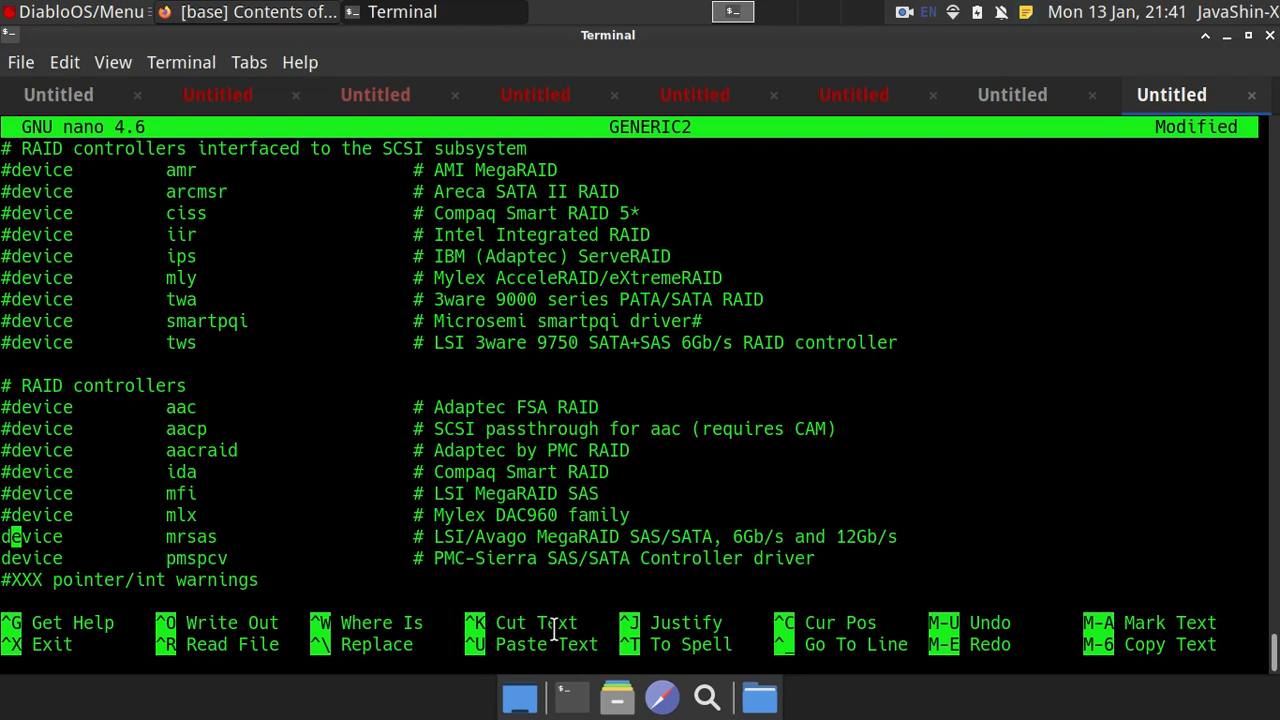 DiabloOS/Menu [base] Contents of... Terminal EN Mon 13 Jan, 21:41 JavaShin-X
Terminal
File Edit View Terminal Tabs Help
Untitled Untitled Untitled Untitled Untitled Untitled Untitled Untitled
GNU nano 4.6 GENERIC2 Modified
# RAID controllers interfaced to the SCSI subsystem
#device amr # AMI MegaRAID
#device arcmsr # Areca SATA II RAID
#device ciss # Compaq Smart RAID 5*
#device iir # Intel Integrated RAID
#device ips # IBM (Adaptec) ServeRAID
#device mly # Mylex AcceleRAID/eXtremeRAID
#device twa # 3ware 9000 series PATA/SATA RAID
#device smartpqi # Microsemi smartpqi driver#
#device tws # LSI 3ware 9750 SATA+SAS 6Gb/s RAID controller
# RAID controllers
#device aac # Adaptec FSA RAID
#device aacp # SCSI passthrough for aac (requires CAM)
#device aacraid # Adaptec by PMC RAID
#device ida # Compaq Smart RAID
#device mfi # LSI MegaRAID SAS
#device mlx # Mylex DAC960 family
device mrsas # LSI/Avago MegaRAID SAS/SATA, 6Gb/s and 12Gb/s
device pmspcv # PMC-Sierra SAS/SATA Controller driver
#XXX pointer/int warnings
^G Get Help ^O Write Out ^W Where Is ^K Cut Text ^J Justify ^C Cur Pos M-U Undo M-A Mark Text
^X Exit ^R Read File ^\ Replace ^U Paste Text ^T To Spell ^_ Go To Line M-E Redo M-6 Copy Text